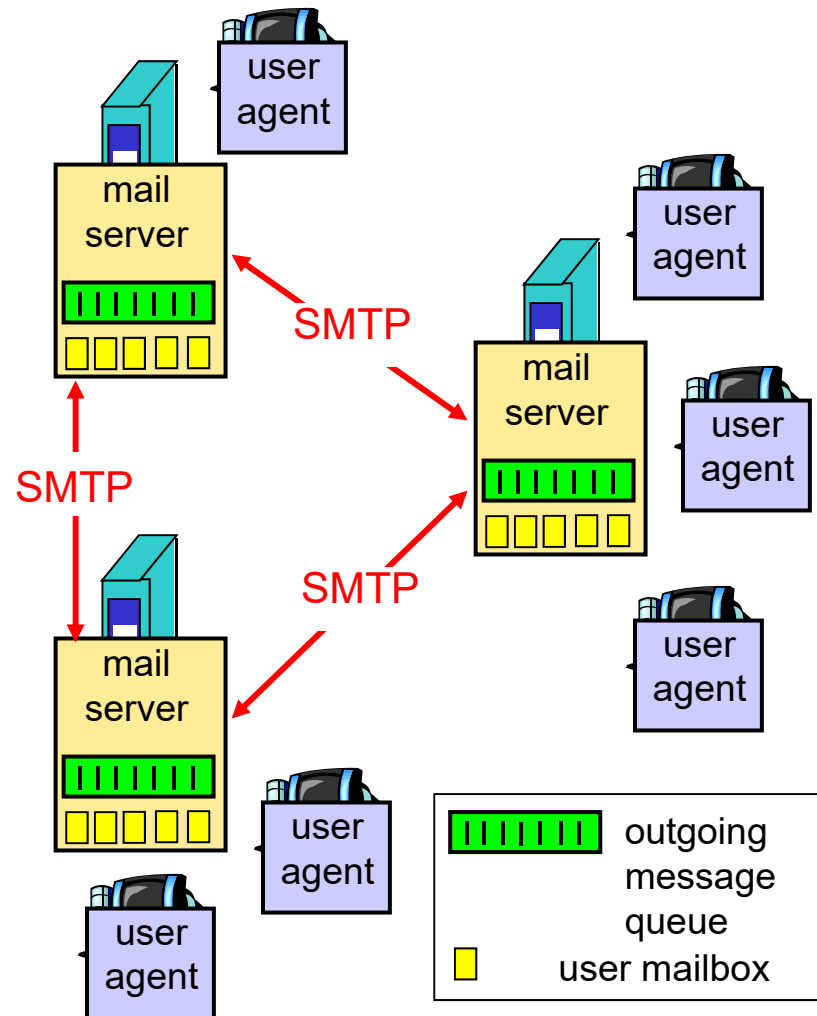 user
agent
mail
server
user
agent
SMTP
mail
server
user
agent
SMTP
SMTP
user
agent
mail
server
user
agent
outgoing
message
queue
user mailbox
user
agent